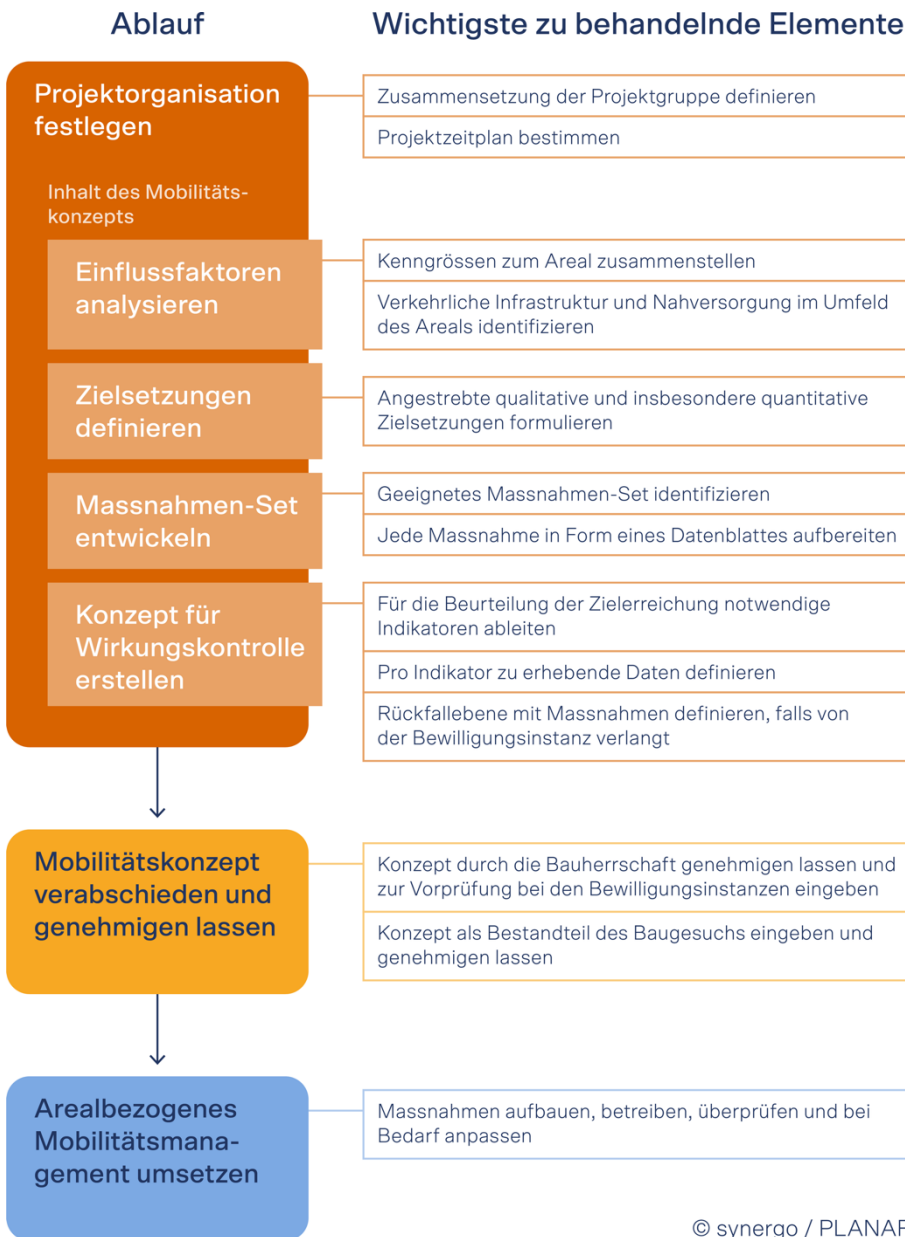 Ablauf
Wichtigste zu behandelnde Elemente
Projektorganisation
festlegen
Zusammensetzung der Projektgruppe definieren
Projektzeitplan bestimmen
Inhalt des Mobilitäts-
konzepts
Einflussfaktoren
analysieren
Kenngrössen zum Areal zusammenstellen
Verkehrliche Infrastruktur und Nahversorgung im Umfeld
des Areals identifizieren
Zielsetzungen
definieren
Angestrebte qualitative und insbesondere quantitative
Zielsetzungen formulieren
Massnahmen-Set
entwickeln
Geeignetes Massnahmen-Set identifizieren
Jede Massnahme in Form eines Datenblattes aufbereiten
Konzept für
Wirkungskontrolle
erstellen
Für die Beurteilung der Zielerreichung notwendige
Indikatoren ableiten
Pro Indikator zu erhebende Daten definieren
Rückfallebene mit Massnahmen definieren, falls von
der Bewilligungsinstanz verlangt
Mobilitätskonzept
verabschieden und
genehmigen lassen
Konzept durch die Bauherrschaft genehmigen lassen und
zur Vorprüfung bei den Bewilligungsinstanzen eingeben
Konzept als Bestandteil des Baugesuchs eingeben und
genehmigen lassen
Arealbezogenes
Mobilitätsmana-
gement umsetzen
Massnahmen aufbauen, betreiben, überprüfen und bei
Bedarf anpassen
© synergo / PLANAR